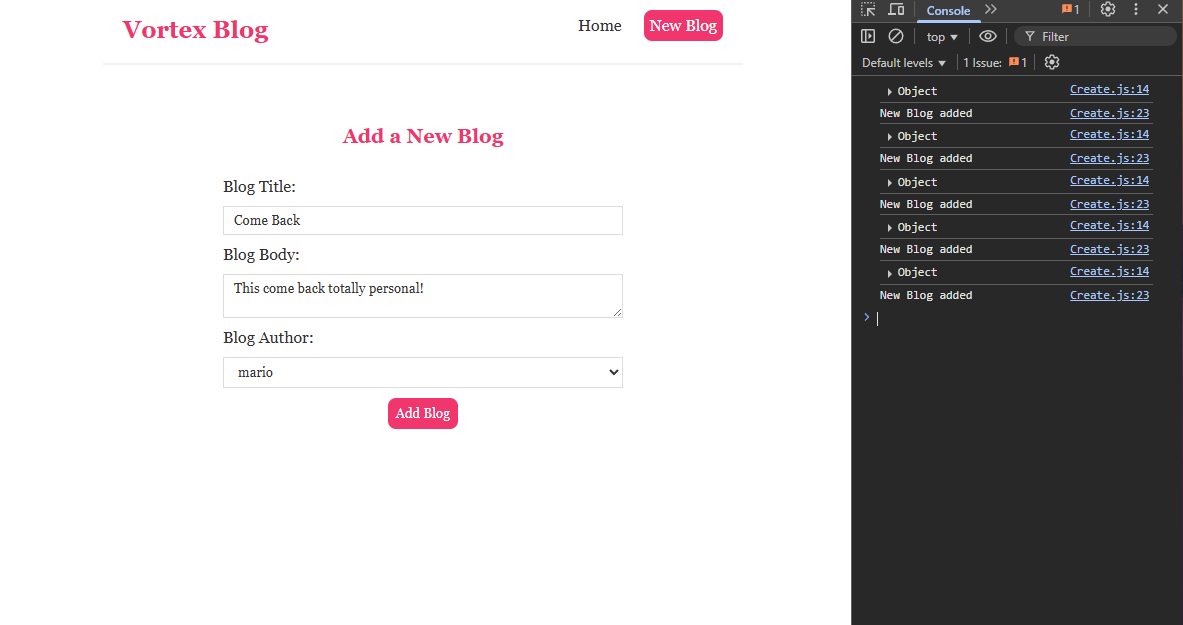 Vortex Blog
Home
New Blog
Add a New Blog
Blog Title:
Come Back
Blog Body:
This come back totally personal!
Blog Author:
mario
Add Blog
Console
1
top
Filter
Default levels
1 Issue:
1
Object Create.js:14
New Blog added Create.js:23
Object Create.js:14
New Blog added Create.js:23
Object Create.js:14
New Blog added Create.js:23
Object Create.js:14
New Blog added Create.js:23
Object Create.js:14
New Blog added Create.js:23